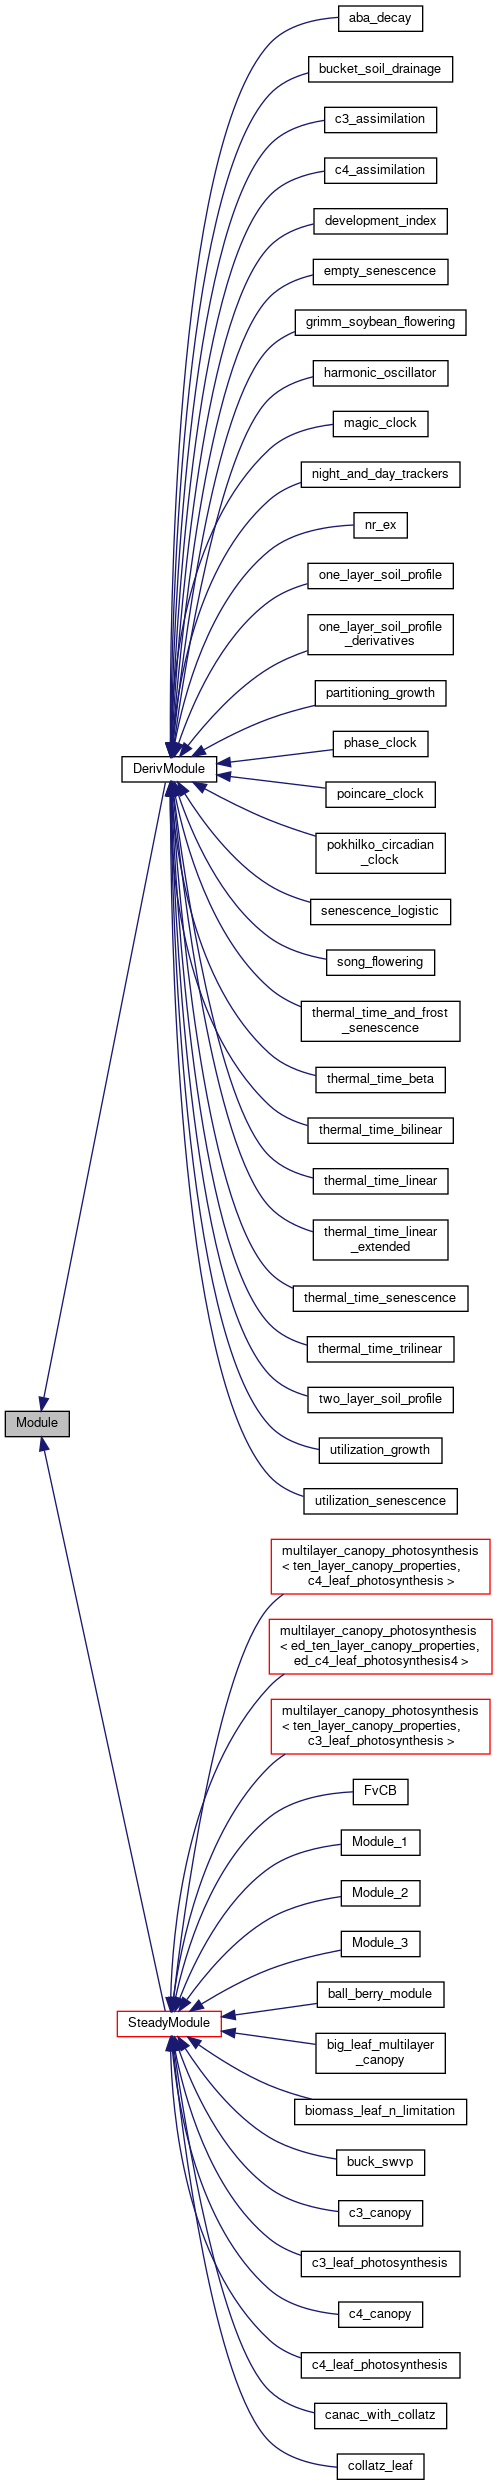 aba_decay
bucket_soil_drainage
c3_assimilation
c4_assimilation
development_index
empty_senescence
grimm_soybean_flowering
harmonic_oscillator
magic_clock
night_and_day_trackers
nr_ex
one_layer_soil_profile
one_layer_soil_profile
_derivatives
partitioning_growth
phase_clock
DerivModule
poincare_clock
pokhilko_circadian
_clock
senescence_logistic
song_flowering
thermal_time_and_frost
_senescence
thermal_time_beta
thermal_time_bilinear
thermal_time_linear
thermal_time_linear
_extended
thermal_time_senescence
thermal_time_trilinear
two_layer_soil_profile
Module
utilization_growth
utilization_senescence
multilayer_canopy_photosynthesis
< ten_layer_canopy_properties,
c4_leaf_photosynthesis >
multilayer_canopy_photosynthesis
< ed_ten_layer_canopy_properties,
ed_c4_leaf_photosynthesis4 >
multilayer_canopy_photosynthesis
< ten_layer_canopy_properties,
c3_leaf_photosynthesis >
FvCB
Module_1
Module_2
Module_3
ball_berry_module
SteadyModule
big_leaf_multilayer
_canopy
biomass_leaf_n_limitation
buck_swvp
c3_canopy
c3_leaf_photosynthesis
c4_canopy
c4_leaf_photosynthesis
canac_with_collatz
collatz_leaf